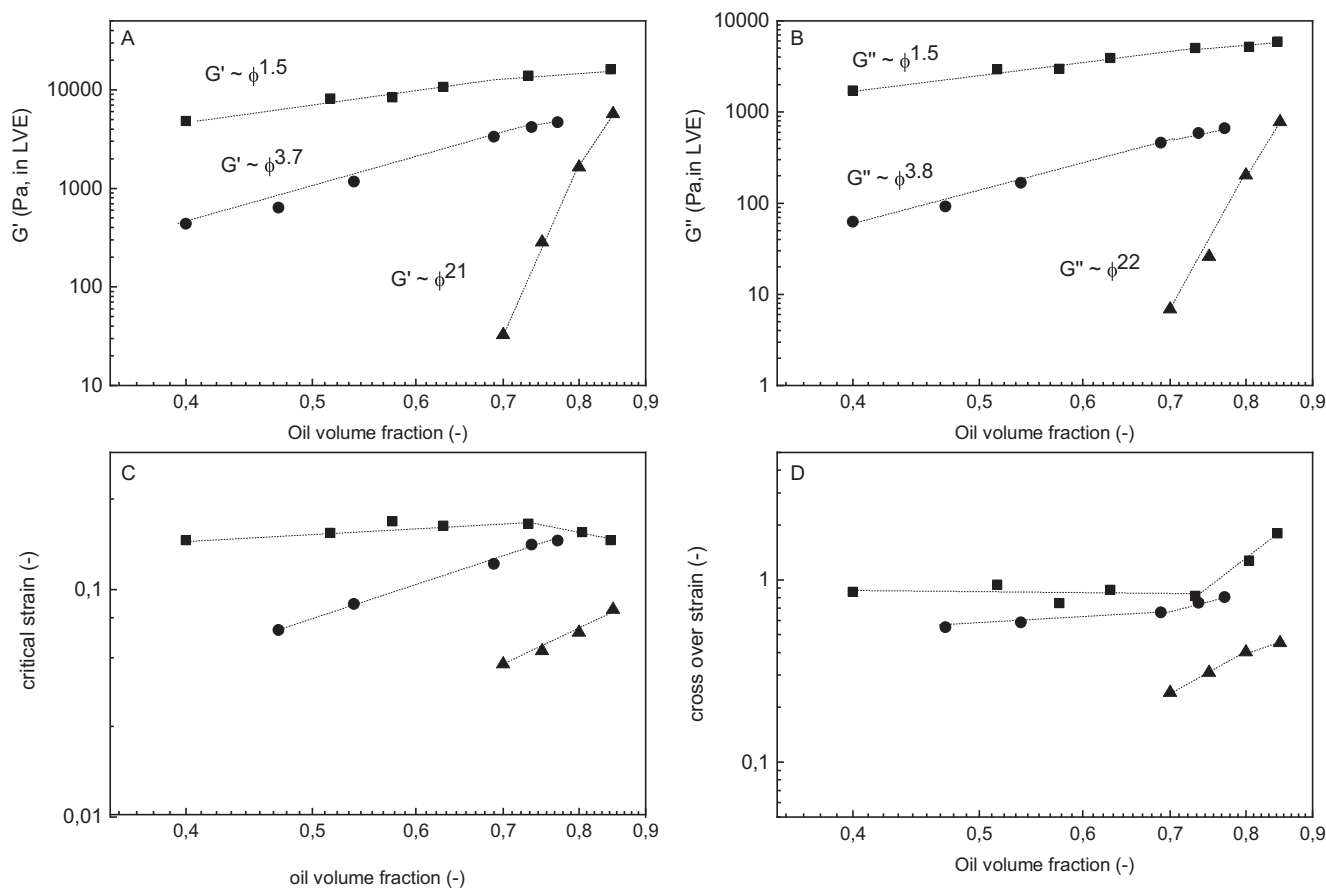 A
G' ~ ϕ1.5
G' ~ ϕ3.7
G' ~ ϕ21
10000
1000
100
10
G' (Pa, in LVE)
0,4 0,5 0,6 0,7 0,8 0,9
Oil volume fraction (-)
B
G'' ~ ϕ1.5
G'' ~ ϕ3.8
G'' ~ ϕ22
10000
1000
100
10
1
G'' (Pa,in LVE)
0,4 0,5 0,6 0,7 0,8 0,9
Oil volume fraction (-)
C
0.1
0,01
critical strain (-)
0,4 0,5 0,6 0,7 0,8 0,9
oil volume fraction (-)
D
1
0,1
cross over strain (-)
0,4 0,5 0,6 0,7 0,8 0,9
Oil volume fraction (-)